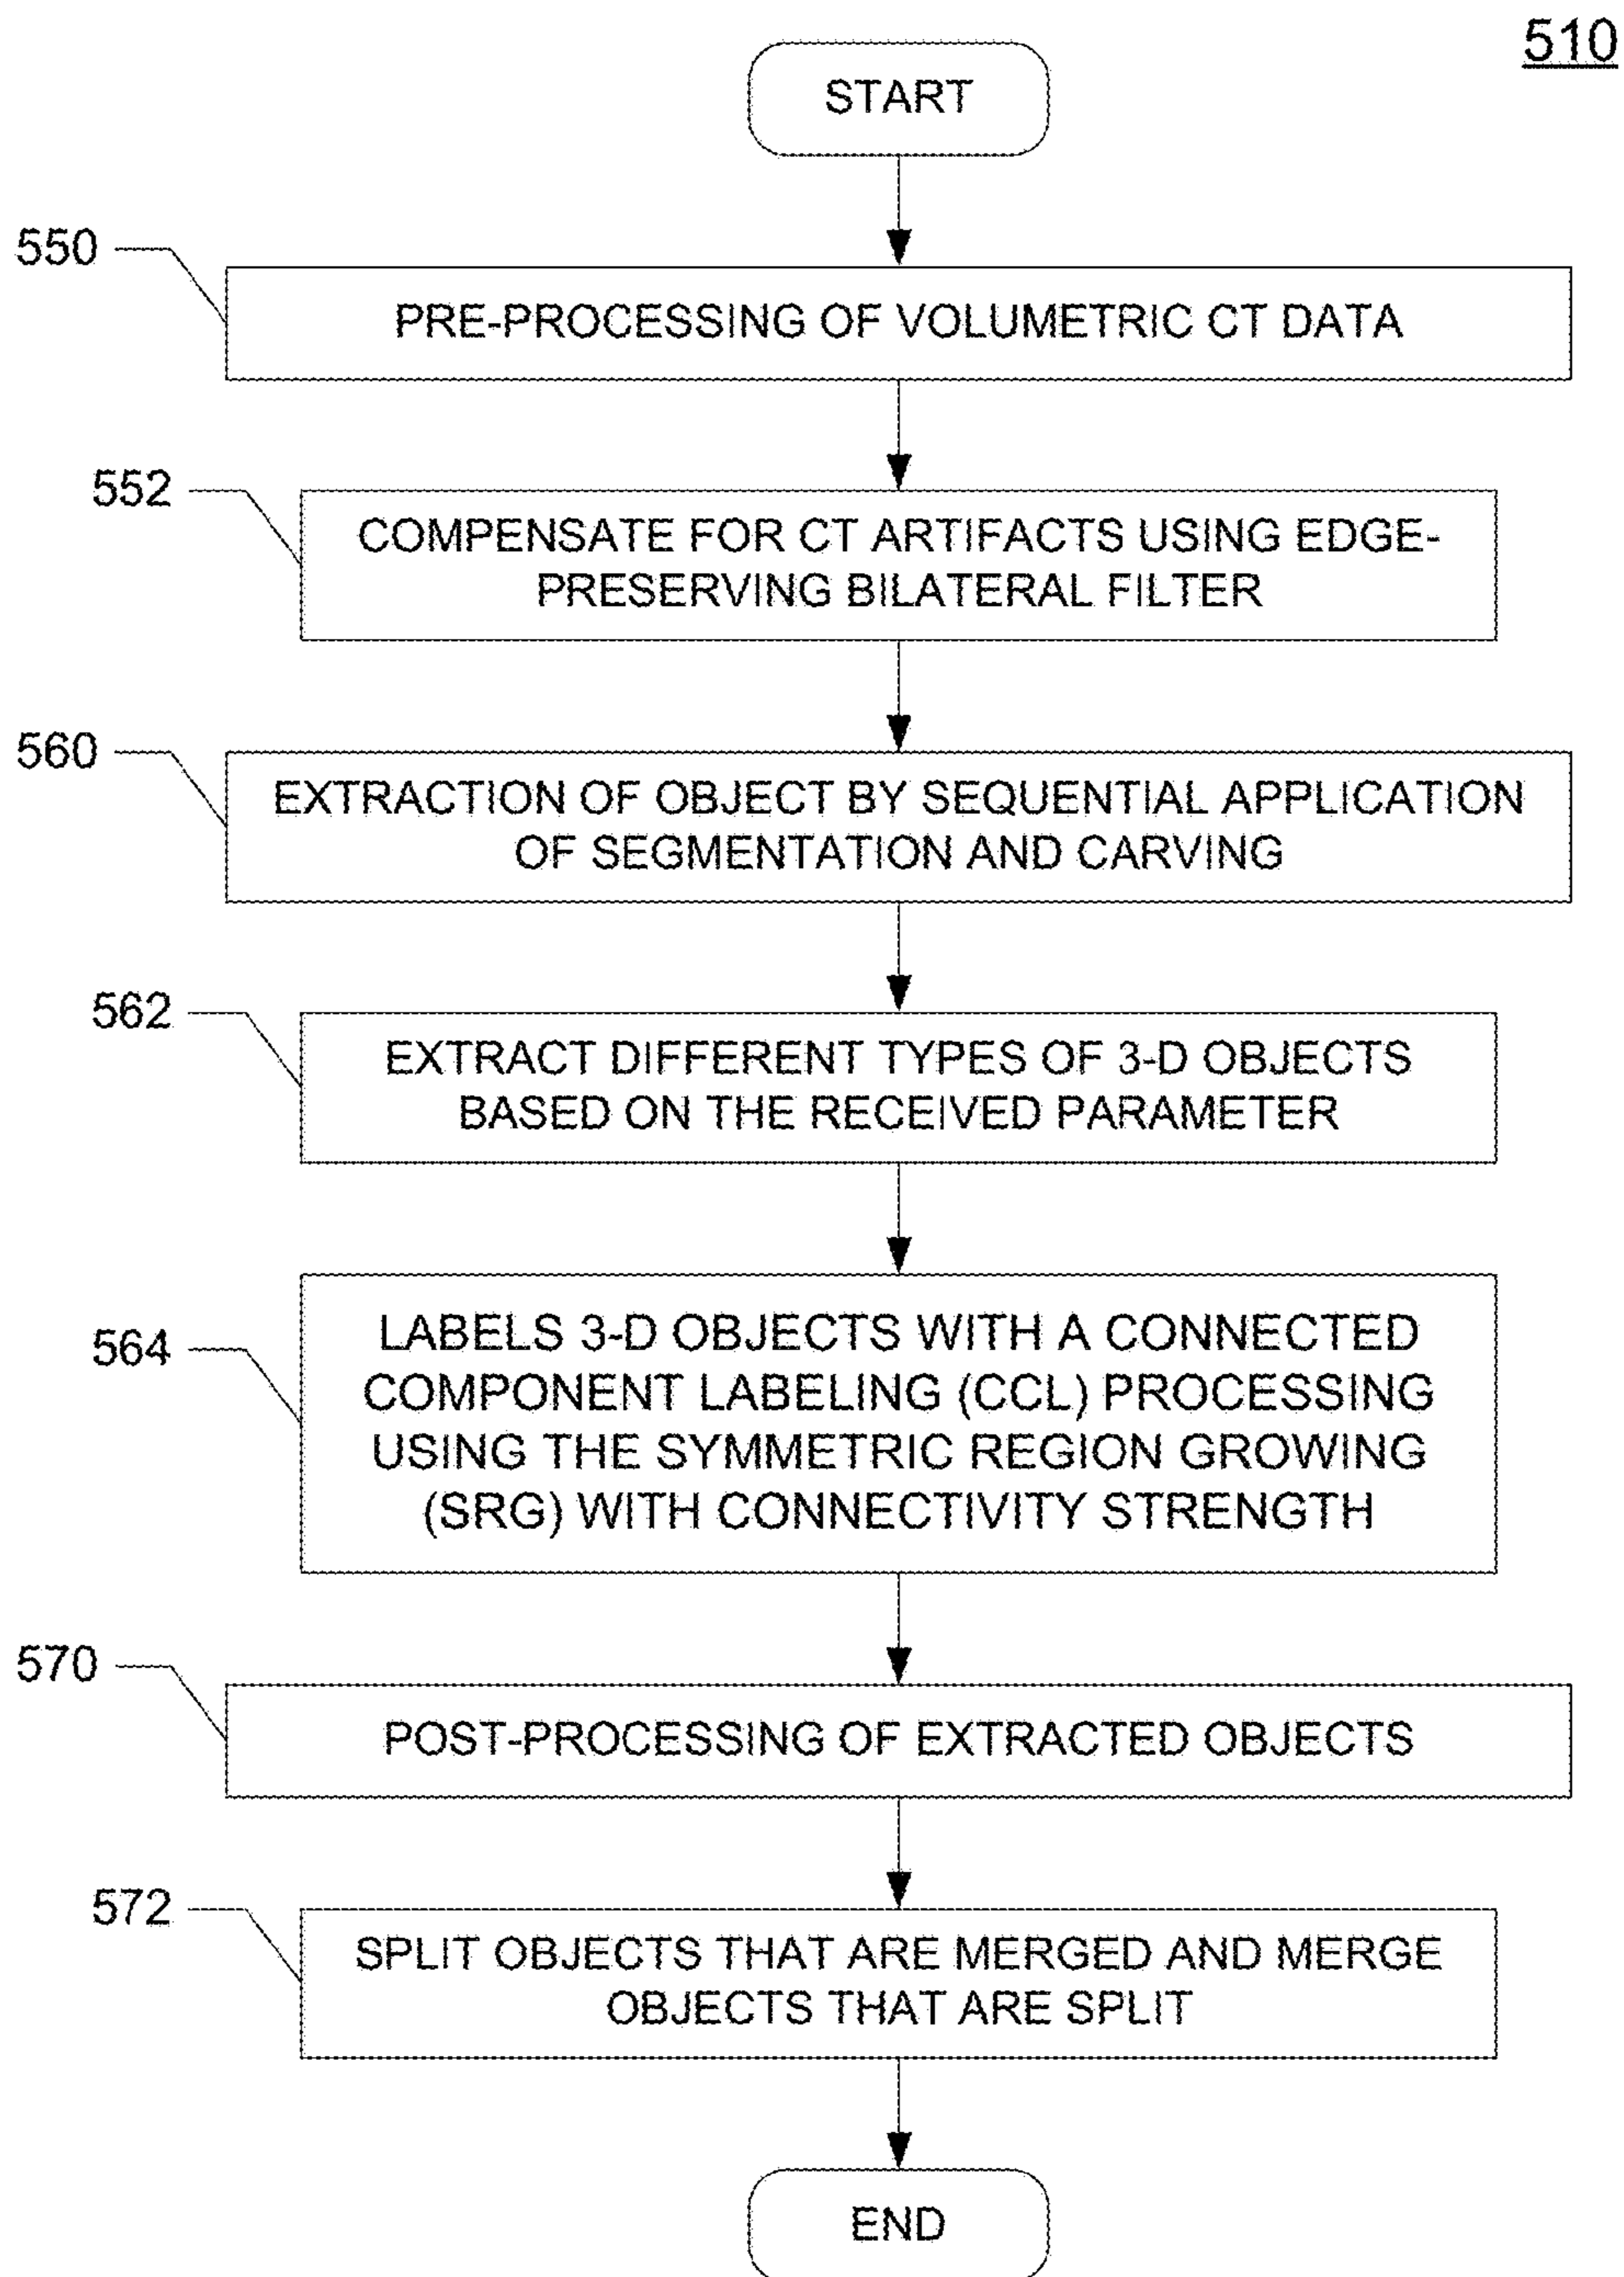 510
START
550
PRE-PROCESSING OF VOLUMETRIC CT DATA
552
COMPENSATE FOR CT ARTIFACTS USING EDGE-
PRESERVING BILATERAL FILTER
560
EXTRACTION OF OBJECT BY SEQUENTIAL APPLICATION
OF SEGMENTATION AND CARVING
562
EXTRACT DIFFERENT TYPES OF 3-D OBJECTS
BASED ON THE RECEIVED PARAMETER
564
LABELS 3-D OBJECTS WITH A CONNECTED
COMPONENT LABELING (CCL) PROCESSING
USING THE SYMMETRIC REGION GROWING
(SRG) WITH CONNECTIVITY STRENGTH
570
POST-PROCESSING OF EXTRACTED OBJECTS
572
SPLIT OBJECTS THAT ARE MERGED AND MERGE
OBJECTS THAT ARE SPLIT
END